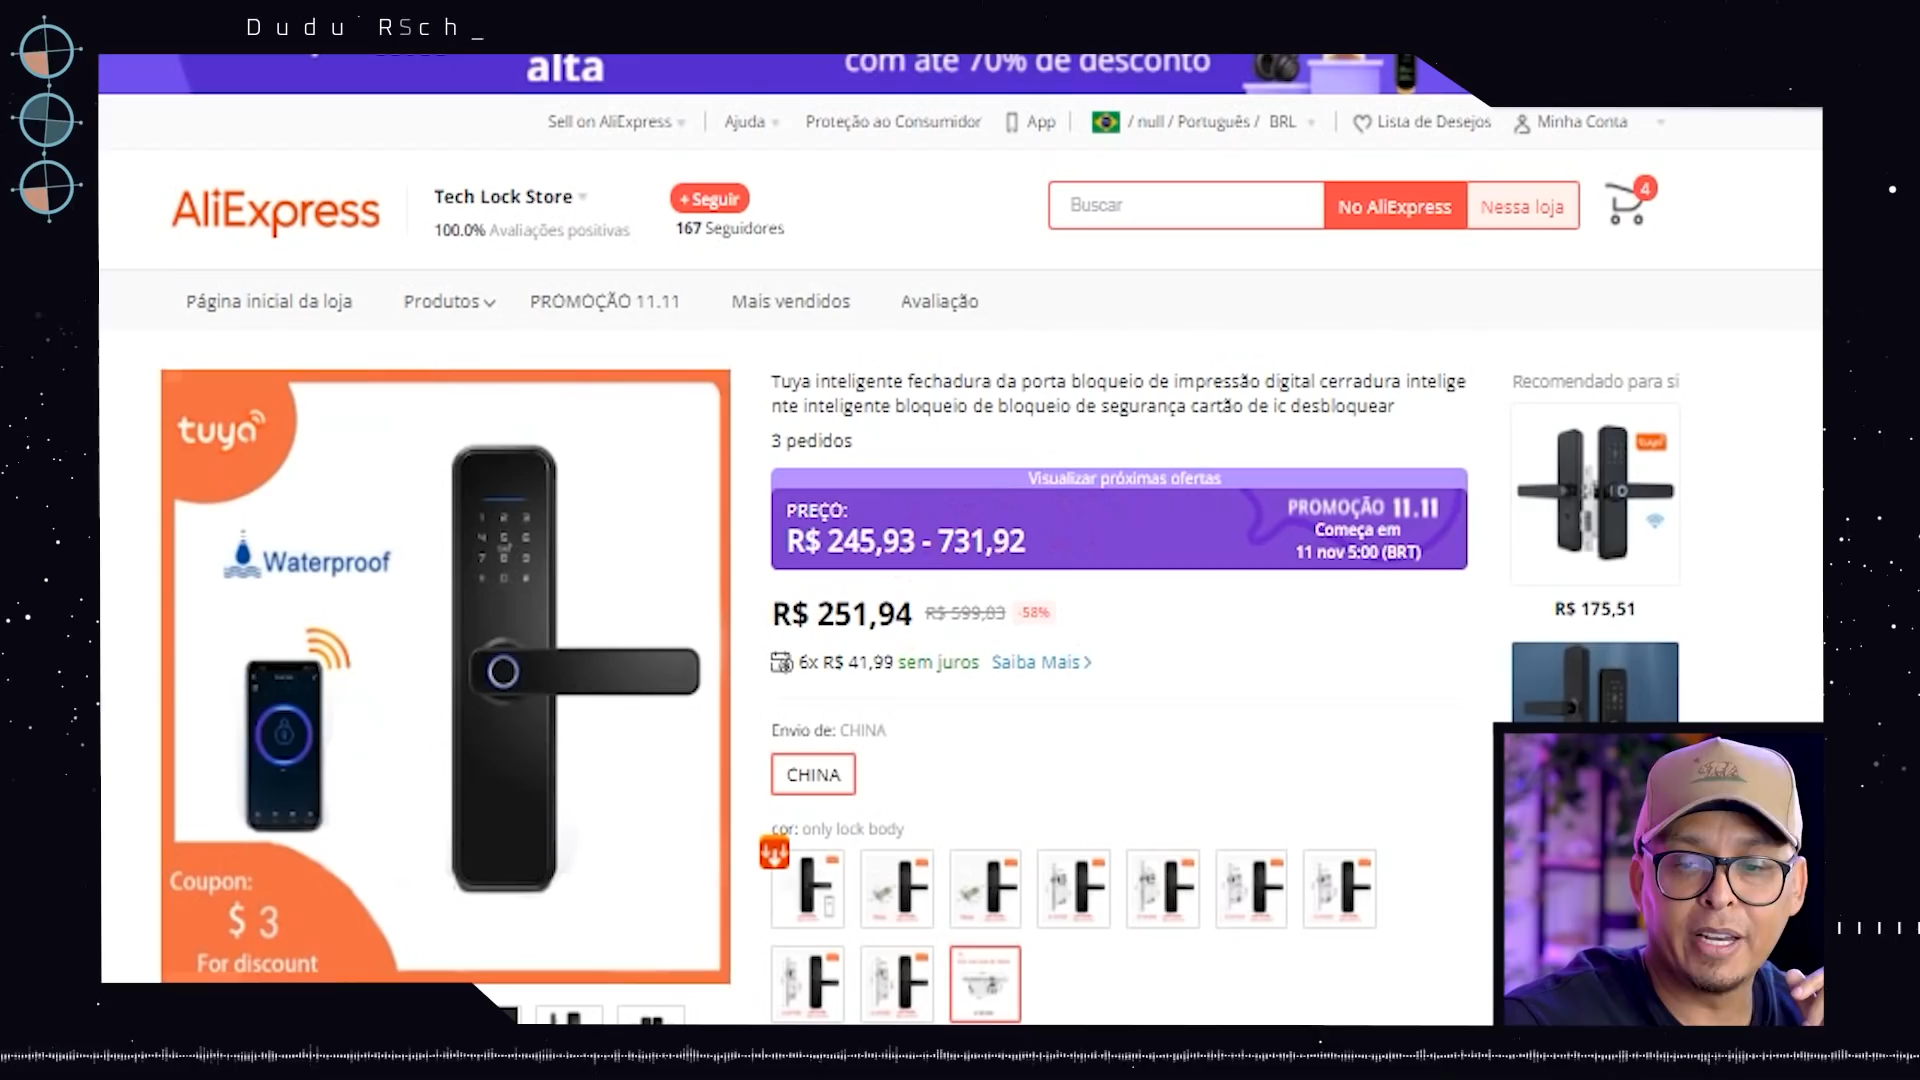 Dudu RSch_
alta
com até 70% de desconto
Sell on AliExpress
Ajuda
Proteção ao Consumidor
App
/ null / Português / BRL
Lista de Desejos
Minha Conta
AliExpress
Tech Lock Store
100.0% Avaliações positivas
+ Seguir
167 Seguidores
Buscar
No AliExpress
Nessa loja
4
Página inicial da loja
Produtos
PROMOÇÃO 11.11
Mais vendidos
Avaliação
tuya
Waterproof
Coupon:
$ 3
For discount
Tuya inteligente fechadura da porta bloqueio de impressão digital cerradura intelige
nte inteligente bloqueio de bloqueio de segurança cartão de ic desbloquear
3 pedidos
Visualizar próximas ofertas
PREÇO:
R$ 245,93 - 731,92
PROMOÇÃO 11.11
Começa em
11 nov 5:00 (BRT)
R$ 251,94 R$ 599,83 -58%
6x R$ 41,99 sem juros Saiba Mais
Envio de: CHINA
CHINA
cor: only lock body
Recomendado para si
tuya
R$ 175,51